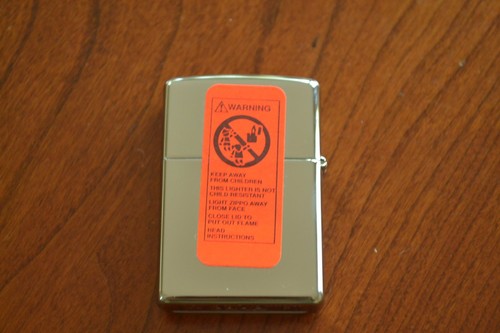 WARNING
KEEP AWAY
FROM CHILDREN
THIS LIGHTER IS NOT
CHILD RESISTANT
LIGHT ZIPPO AWAY
FROM FACE
CLOSE LID TO
PUT OUT FLAME
READ
INSTRUCTIONS